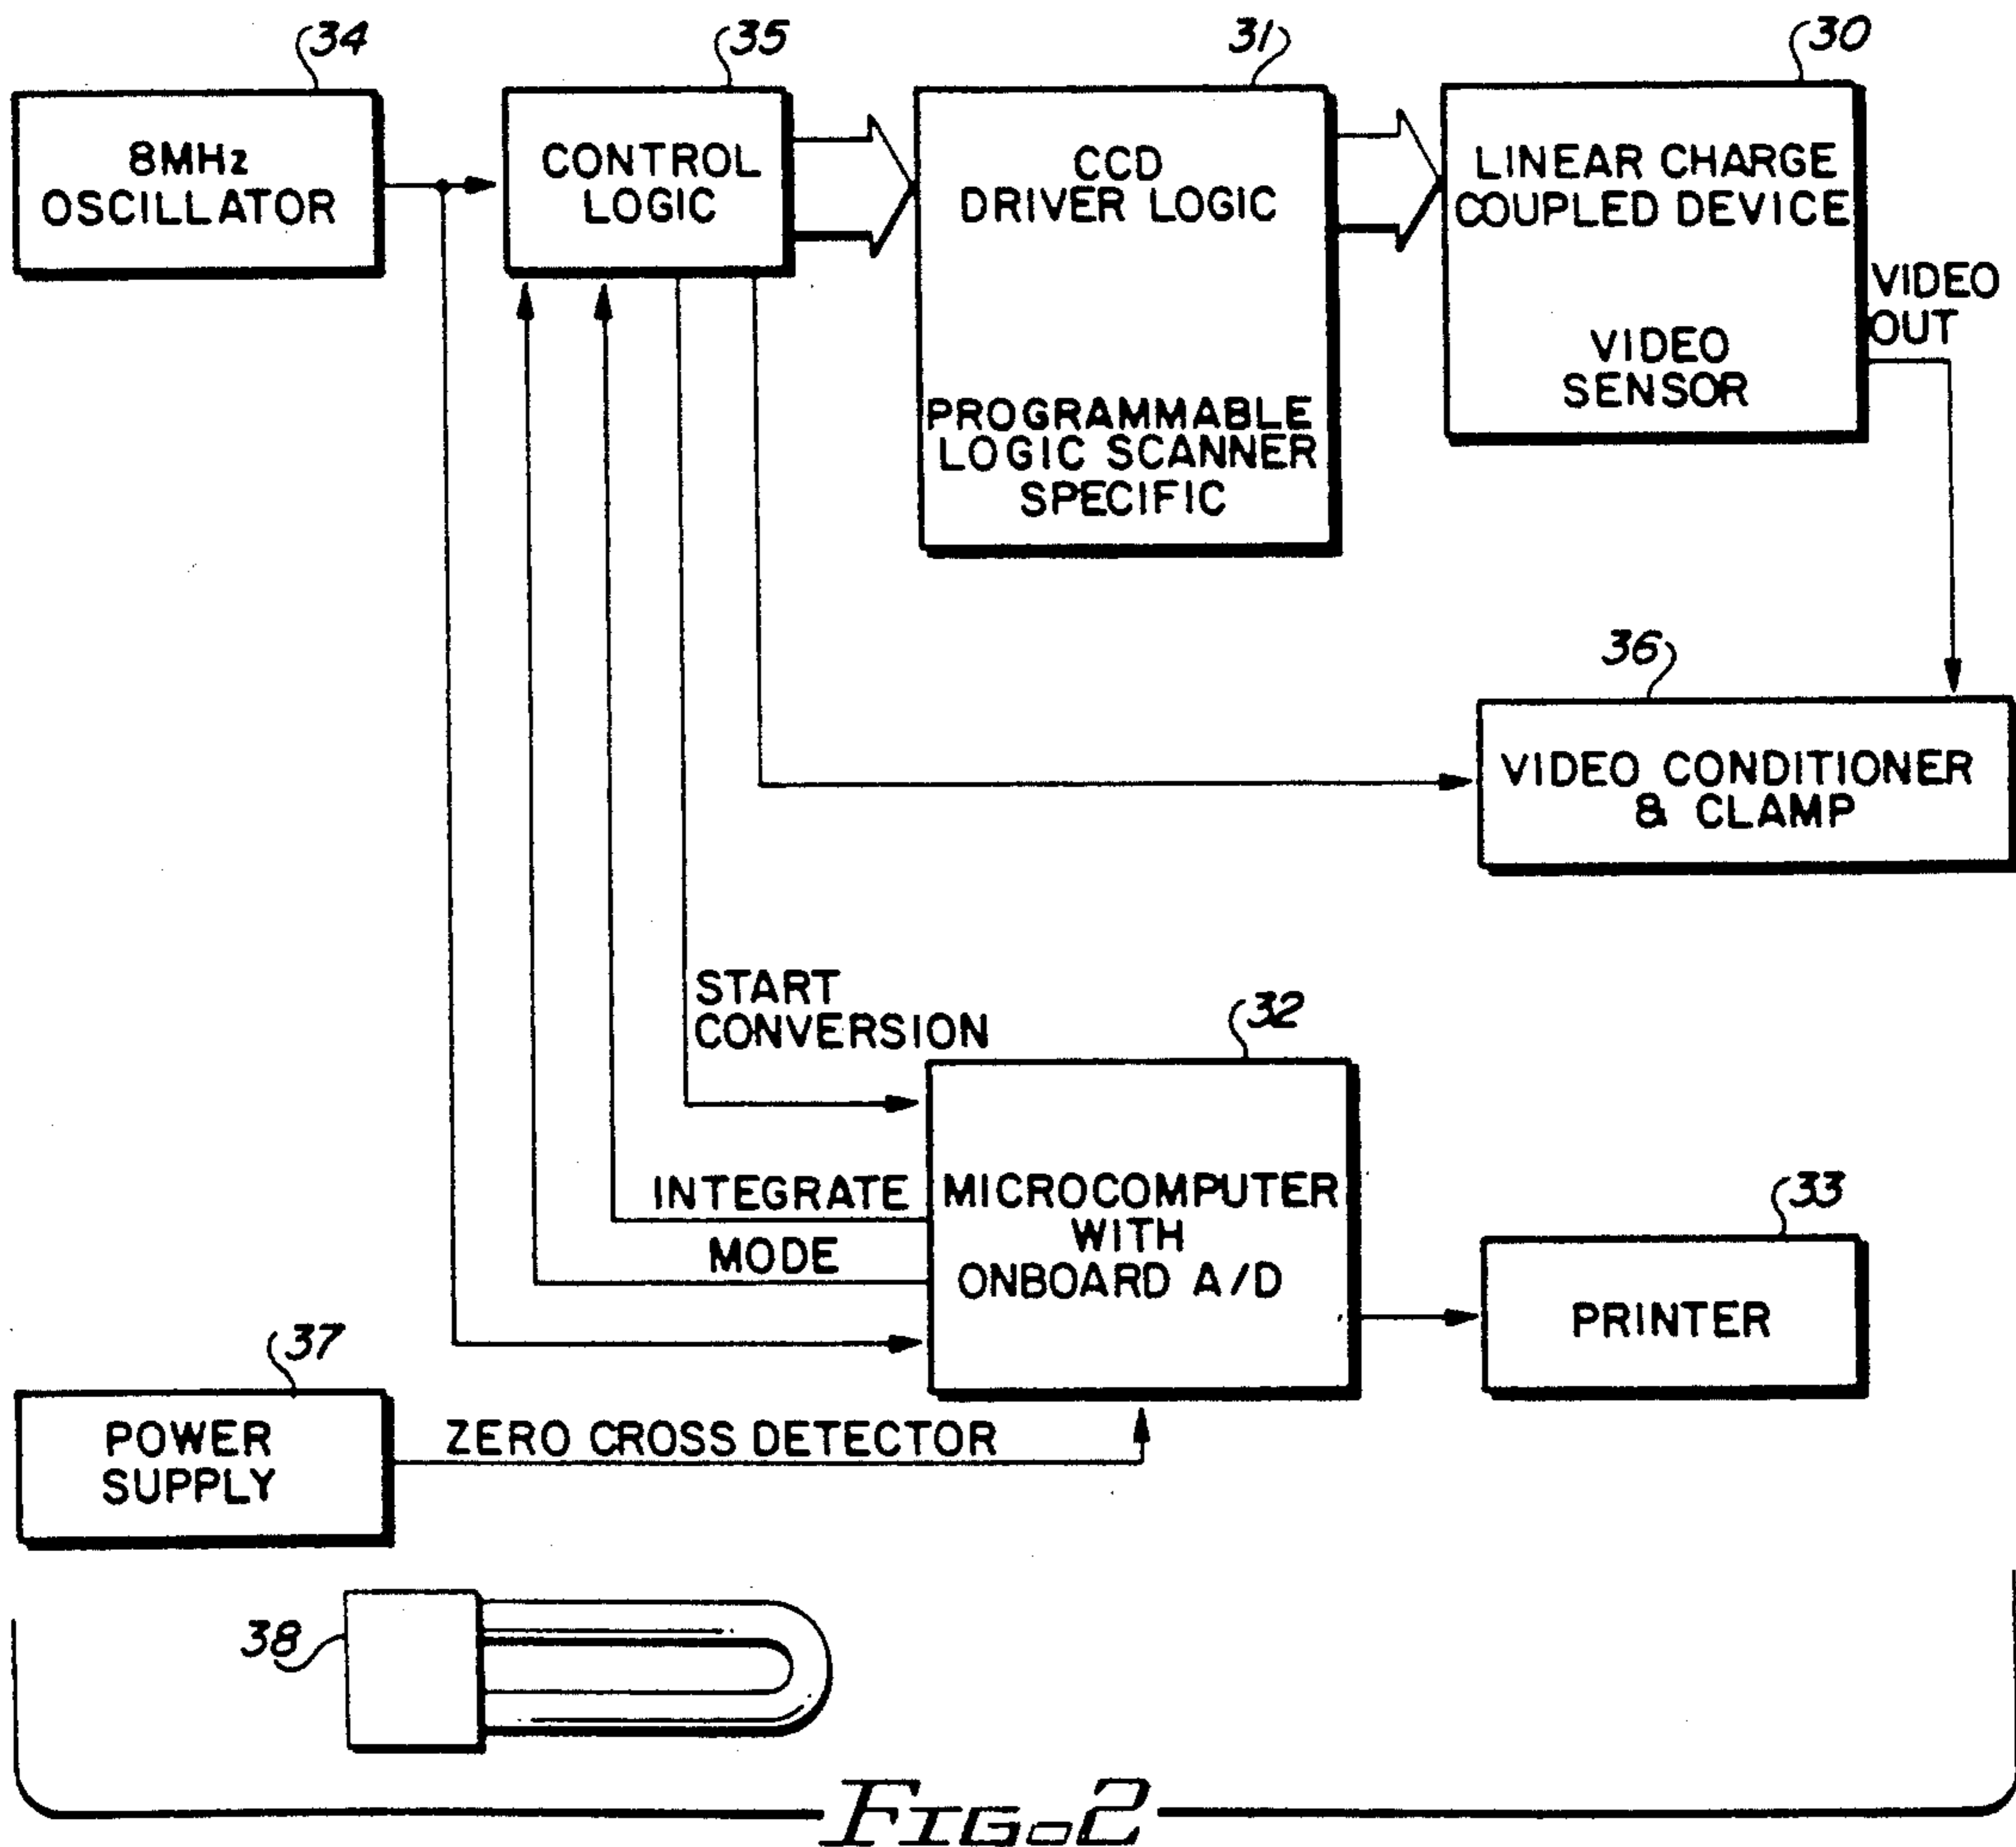 34
35
31
30
8MHz
OSCILLATOR
CONTROL
LOGIC
CCD
DRIVER LOGIC
PROGRAMMABLE
LOGIC SCANNER
SPECIFIC
LINEAR CHARGE
COUPLED DEVICE
VIDEO
SENSOR
VIDEO
OUT
36
VIDEO CONDITIONER
& CLAMP
START
CONVERSION
32
INTEGRATE
MODE
MICROCOMPUTER
WITH
ONBOARD A/D
33
PRINTER
37
POWER
SUPPLY
ZERO CROSS DETECTOR
38
FIG. 2